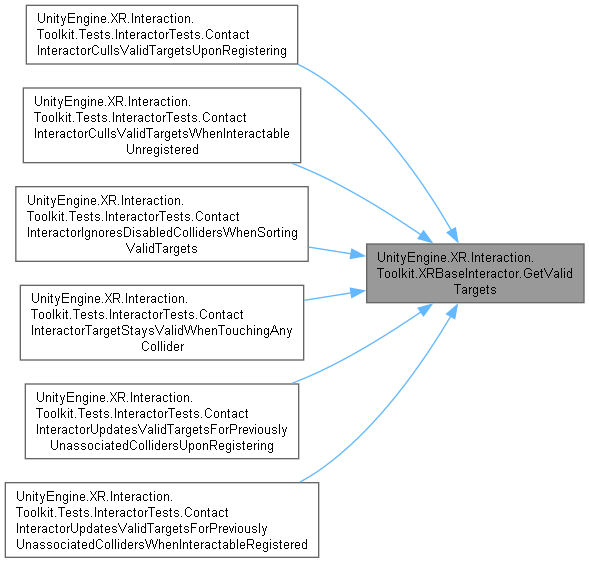 UnityEngine.XR.Interaction.
Toolkit.Tests.InteractorTests.Contact
InteractorCullsValidTargetsUponRegistering
UnityEngine.XR.Interaction.
Toolkit.Tests.InteractorTests.Contact
InteractorCullsValidTargetsWhenInteractable
Unregistered
UnityEngine.XR.Interaction.
Toolkit.Tests.InteractorTests.Contact
InteractorIgnoresDisabledCollidersWhenSorting
ValidTargets
UnityEngine.XR.Interaction.
Toolkit.XRBaseInteractor.GetValid
Targets
UnityEngine.XR.Interaction.
Toolkit.Tests.InteractorTests.Contact
InteractorTargetStaysValidWhenTouchingAny
Collider
UnityEngine.XR.Interaction.
Toolkit.Tests.InteractorTests.Contact
InteractorUpdatesValidTargetsForPreviously
UnassociatedCollidersUponRegistering
UnityEngine.XR.Interaction.
Toolkit.Tests.InteractorTests.Contact
InteractorUpdatesValidTargetsForPreviously
UnassociatedCollidersWhenInteractableRegistered